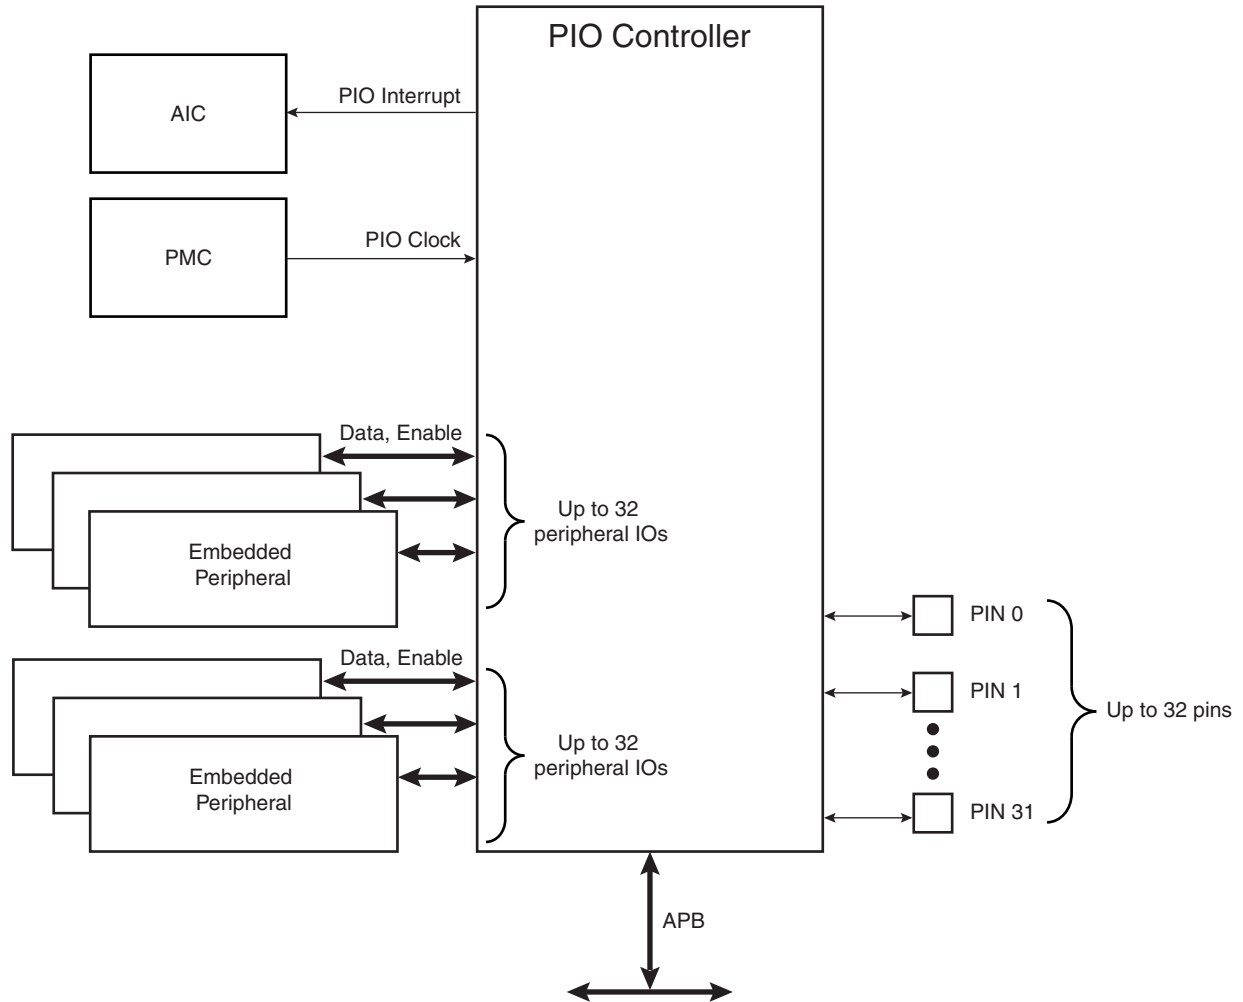 PIO Controller
AIC
PIO Interrupt
PMC
PIO Clock
Data, Enable
Up to 32
peripheral IOs
Embedded
Peripheral
Data, Enable
Up to 32
peripheral IOs
Embedded
Peripheral
PIN 0
PIN 1
PIN 31
Up to 32 pins
APB